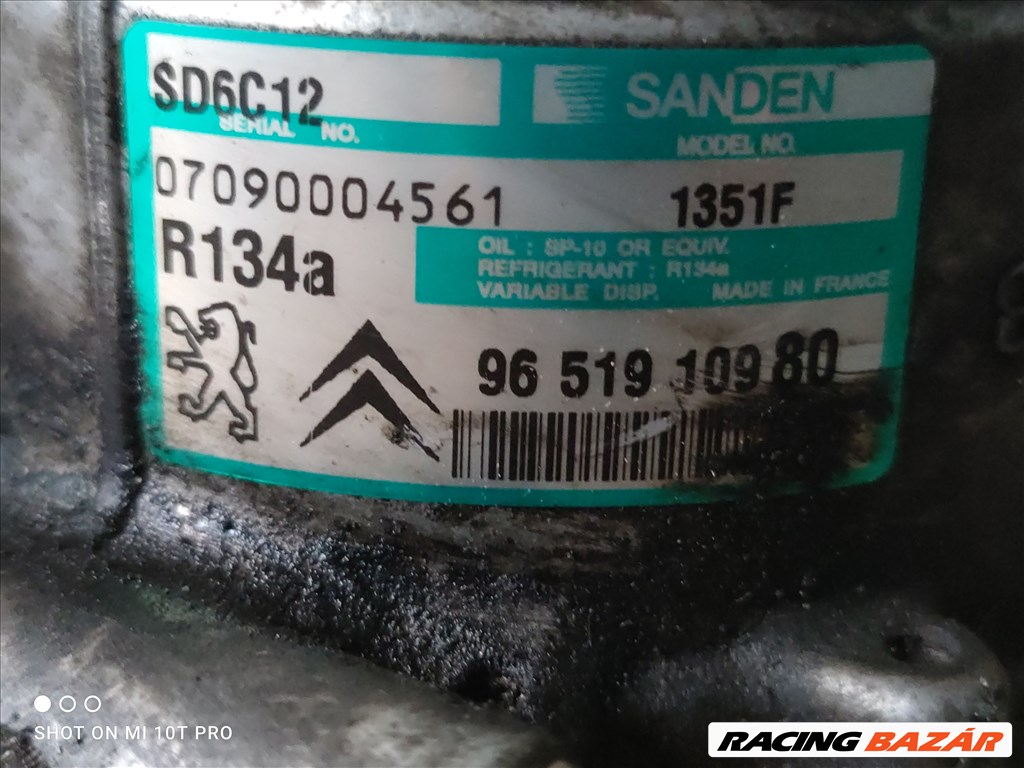 SD6C12
SANDEN
SERIAL NO.
MODEL NO.
07090004561
1351F
R134a
OIL : SP-10 OR EQUIV.
REFRIGERANT : R134a
VARIABLE DISP. MADE IN FRANCE
96 519 109 80
SHOT ON MI 10T PRO
RACING BAZÁR